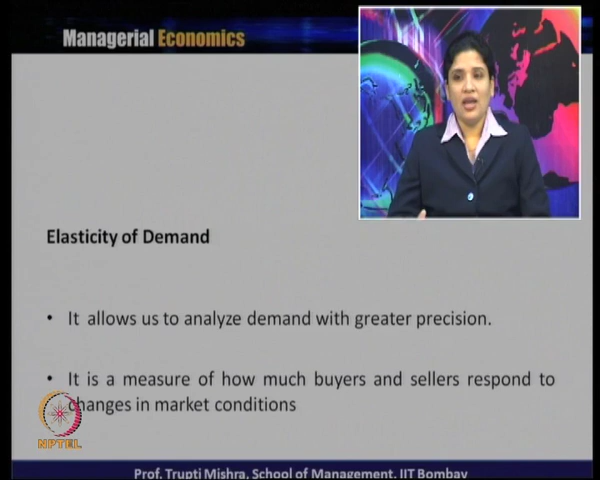 Managerial Economics
Elasticity of Demand
• It allows us to analyze demand with greater precision.
• It is a measure of how much buyers and sellers respond to
changes in market conditions
NPTEL
Prof. Trupti Mishra, School of Management, IIT Bombay